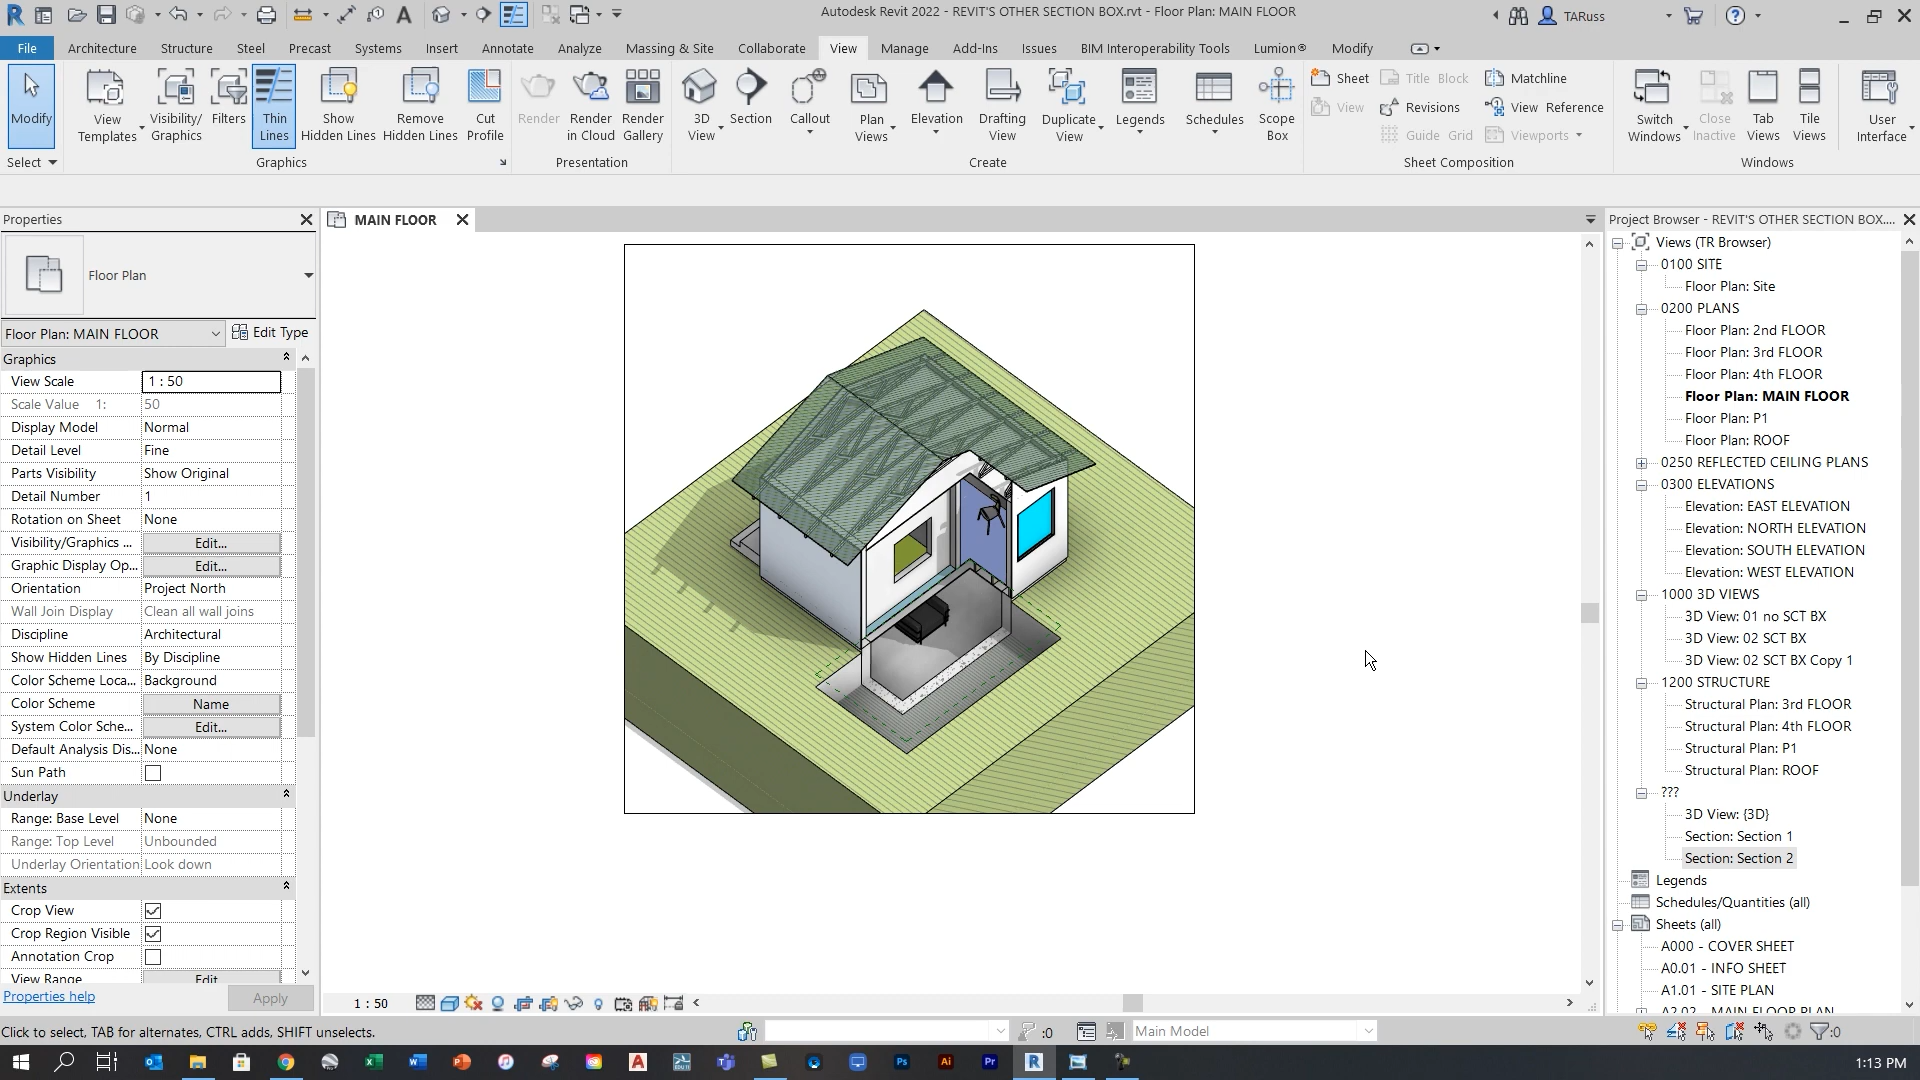 Autodesk Revit 2022 - REVIT'S OTHER SECTION BOX.rvt - Floor Plan: MAIN FLOOR
TARuss
File Architecture Structure Steel Precast Systems Insert Annotate Analyze Massing & Site Collaborate View Manage Add-Ins Issues BIM Interoperability Tools Lumion® Modify
Modify
View Templates
Visibility/ Graphics
Filters
Thin Lines
Show Hidden Lines
Remove Hidden Lines
Cut Profile
Render
Render in Cloud
Render Gallery
3D View
Section
Callout
Plan Views
Elevation
Drafting View
Duplicate View
Legends
Schedules
Scope Box
Sheet
View
Title Block
Revisions
Guide Grid
Matchline
View Reference
Viewports
Switch Windows
Close Inactive
Tab Views
Tile Views
User Interface
Select Graphics Presentation Create Sheet Composition Windows
Properties
Floor Plan
Floor Plan: MAIN FLOOR Edit Type
Graphics
View Scale 1 : 50
Scale Value 1: 50
Display Model Normal
Detail Level Fine
Parts Visibility Show Original
Detail Number 1
Rotation on Sheet None
Visibility/Graphics ... Edit...
Graphic Display Op... Edit...
Orientation Project North
Wall Join Display Clean all wall joins
Discipline Architectural
Show Hidden Lines By Discipline
Color Scheme Loca... Background
Color Scheme Name
System Color Sche... Edit...
Default Analysis Dis... None
Sun Path
Underlay
Range: Base Level None
Range: Top Level Unbounded
Underlay Orientation Look down
Extents
Crop View
Crop Region Visible
Annotation Crop
View Range Edit
Properties help Apply
MAIN FLOOR
1 : 50
Project Browser - REVIT'S OTHER SECTION BOX....
Views (TR Browser)
0100 SITE
Floor Plan: Site
0200 PLANS
Floor Plan: 2nd FLOOR
Floor Plan: 3rd FLOOR
Floor Plan: 4th FLOOR
Floor Plan: MAIN FLOOR
Floor Plan: P1
Floor Plan: ROOF
0250 REFLECTED CEILING PLANS
0300 ELEVATIONS
Elevation: EAST ELEVATION
Elevation: NORTH ELEVATION
Elevation: SOUTH ELEVATION
Elevation: WEST ELEVATION
1000 3D VIEWS
3D View: 01 no SCT BX
3D View: 02 SCT BX
3D View: 02 SCT BX Copy 1
1200 STRUCTURE
Structural Plan: 3rd FLOOR
Structural Plan: 4th FLOOR
Structural Plan: P1
Structural Plan: ROOF
???
3D View: {3D}
Section: Section 1
Section: Section 2
Legends
Schedules/Quantities (all)
Sheets (all)
A000 - COVER SHEET
A0.01 - INFO SHEET
A1.01 - SITE PLAN
A2.02 - MAIN FLOOR PLAN
Click to select, TAB for alternates, CTRL adds, SHIFT unselects.
:0
Main Model
:0
1:13 PM